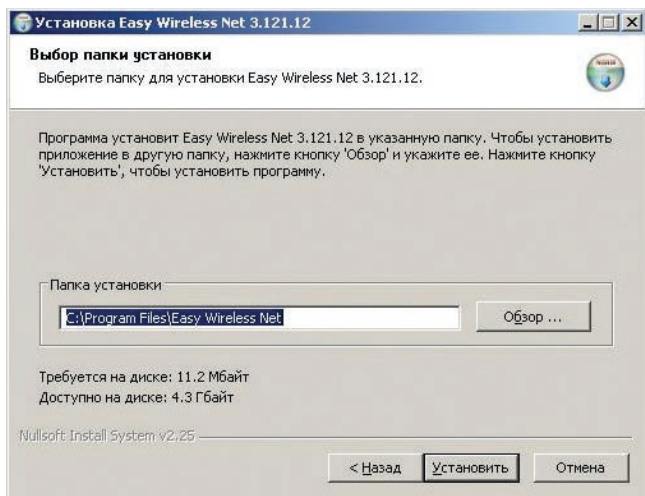 Установка Easy Wireless Net 3.121.12
Выбор папки установки
Выберите папку для установки Easy Wireless Net 3.121.12.
Программа установит Easy Wireless Net 3.121.12 в указанную папку. Чтобы установить
приложение в другую папку, нажмите кнопку 'Обзор' и укажите ее. Нажмите кнопку
'Установить', чтобы установить программу.
Папка установки
C:\Program Files\Easy Wireless Net
Обзор ...
Требуется на диске: 11.2 Мбайт
Доступно на диске: 4.3 Гбайт
Nullsoft Install System v2.25
< Назад
Установить
Отмена